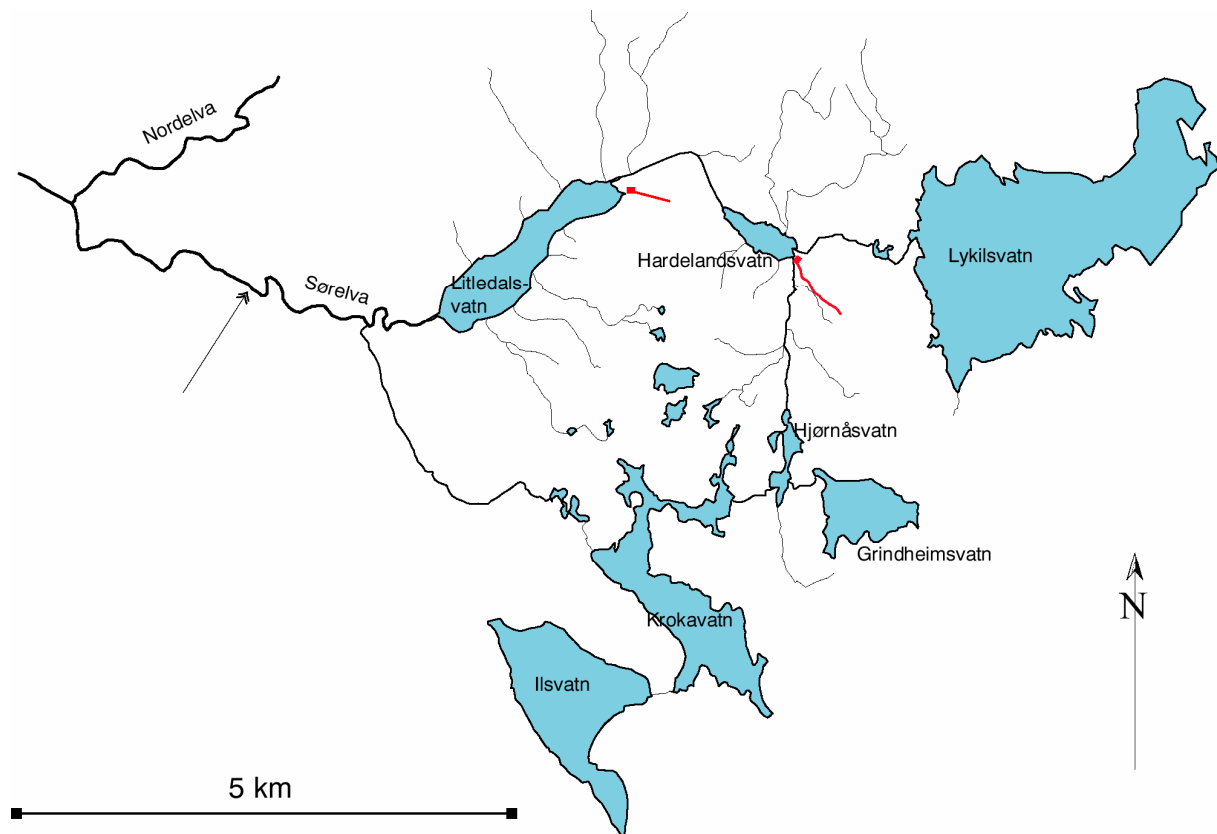 Nordelva
Sørelva
Litledals-
vatn
Hardelandsvatn
Lykilsvatn
Hjørnåsvatn
Grindheimsvatn
Krokavatn
Ilsvatn
N
5 km